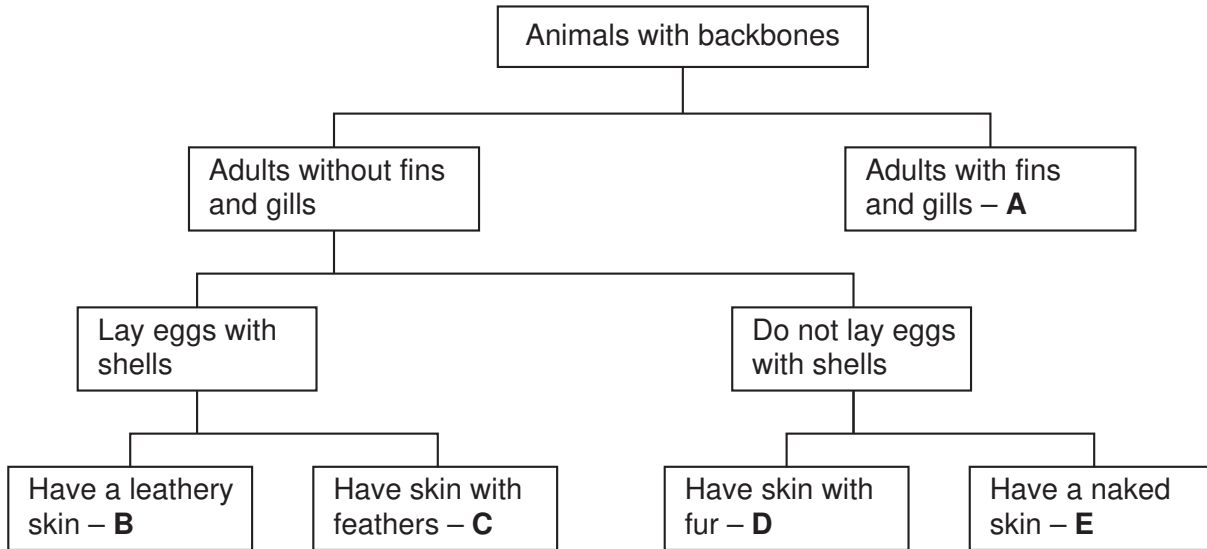 Animals with backbones
Adults without fins
and gills
Adults with fins
and gills – A
Lay eggs with
shells
Do not lay eggs
with shells
Have a leathery
skin – B
Have skin with
feathers – C
Have skin with
fur – D
Have a naked
skin – E